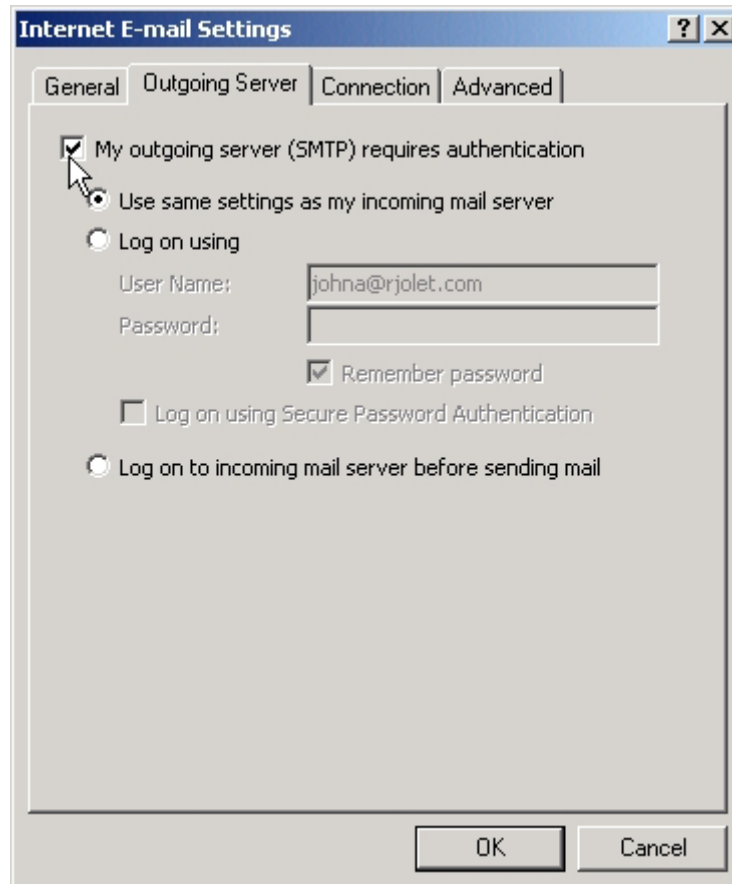 Internet E-mail Settings
General Outgoing Server Connection Advanced
My outgoing server (SMTP) requires authentication
Use same settings as my incoming mail server
Log on using
User Name: johna@rjolet.com
Password:
Remember password
Log on using Secure Password Authentication
Log on to incoming mail server before sending mail
OK Cancel